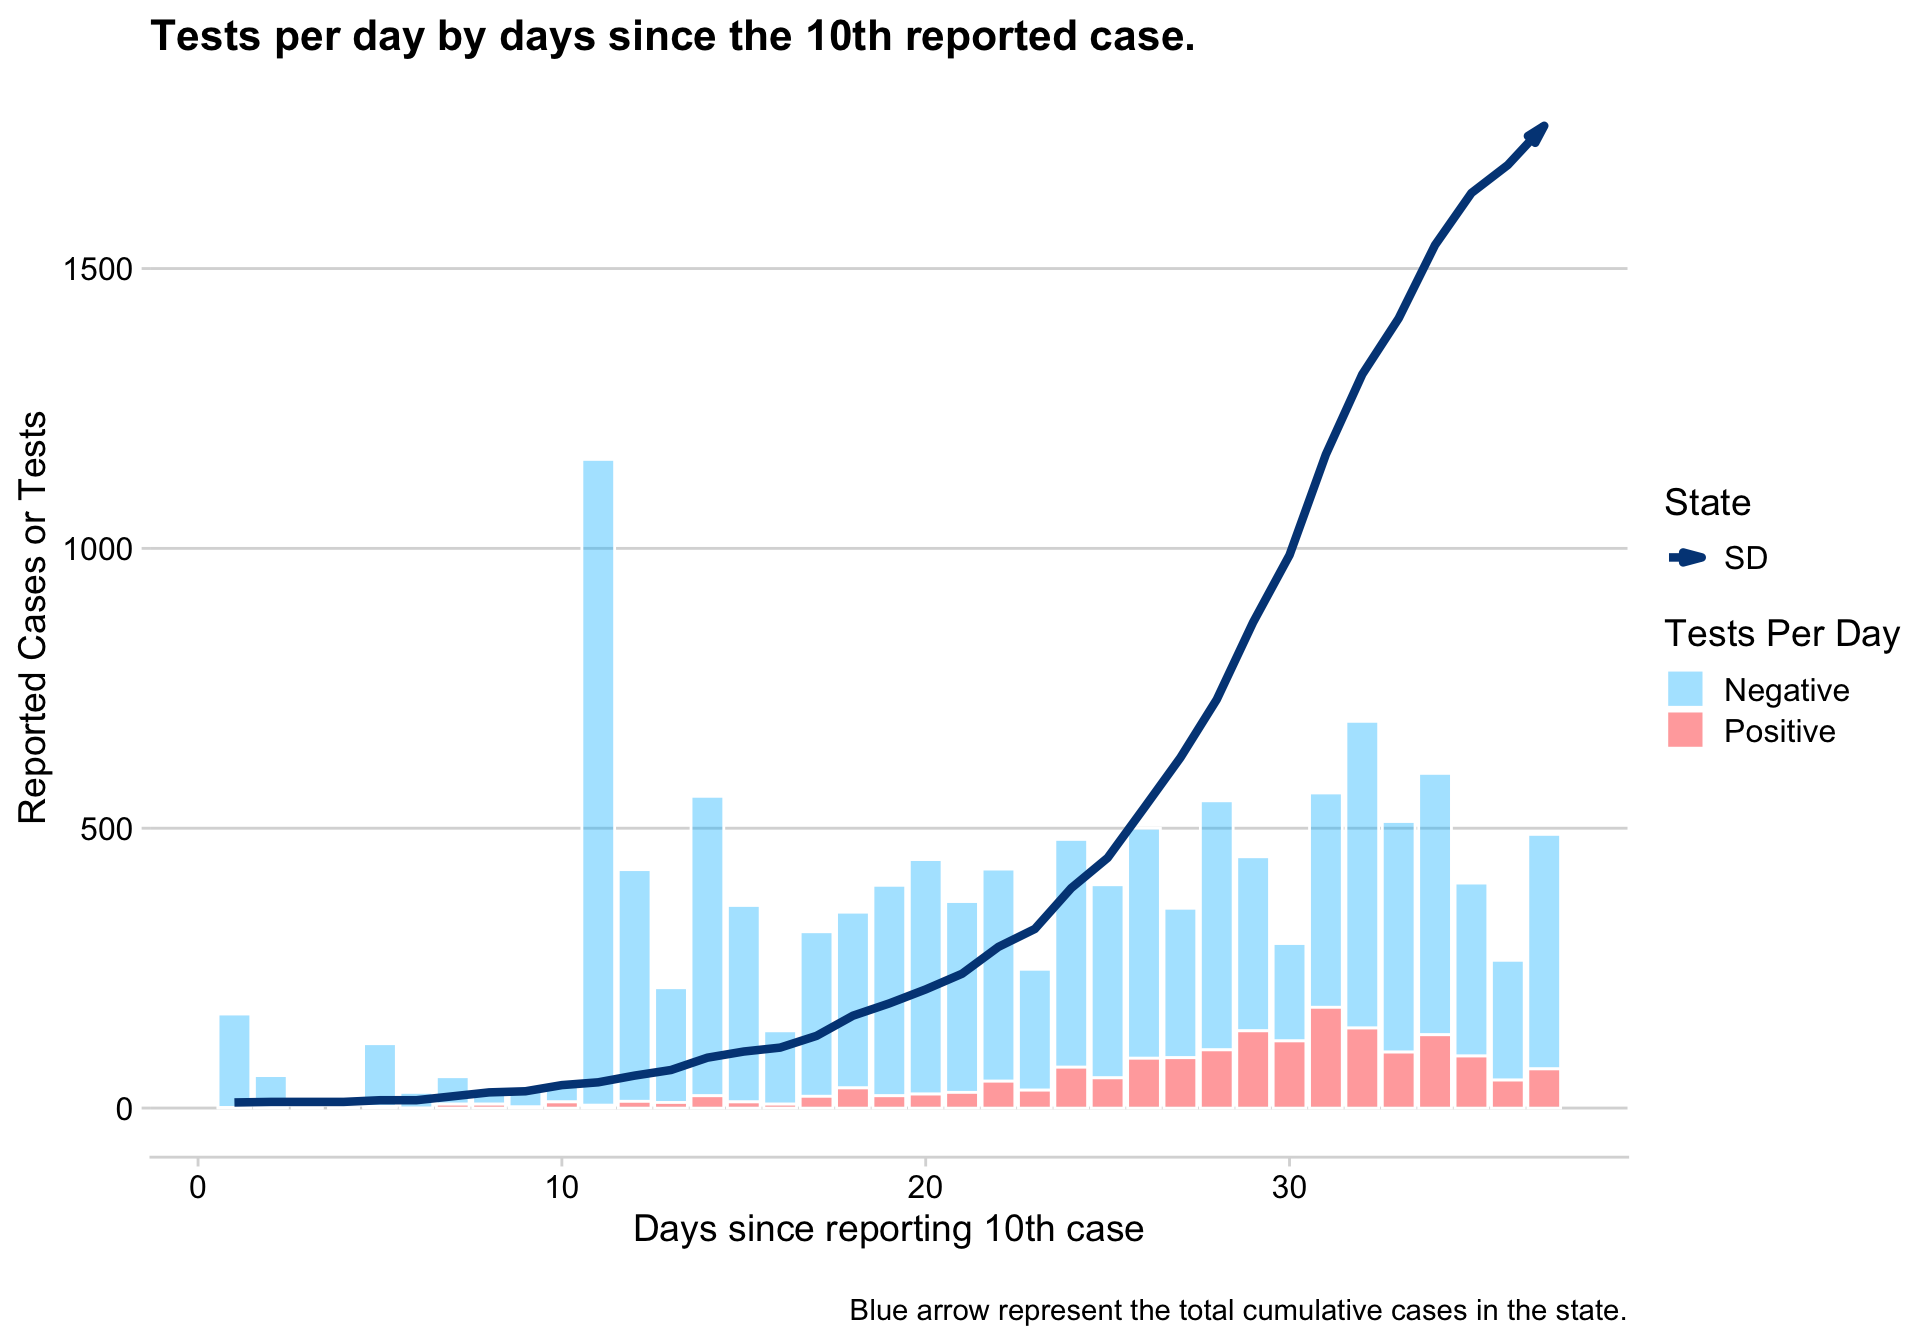 Tests per day by days since the 10th reported case.
Reported Cases or Tests
1500
1000
500
0
0
10
20
30
Days since reporting 10th case
State
SD
Tests Per Day
Negative
Positive
Blue arrow represent the total cumulative cases in the state.